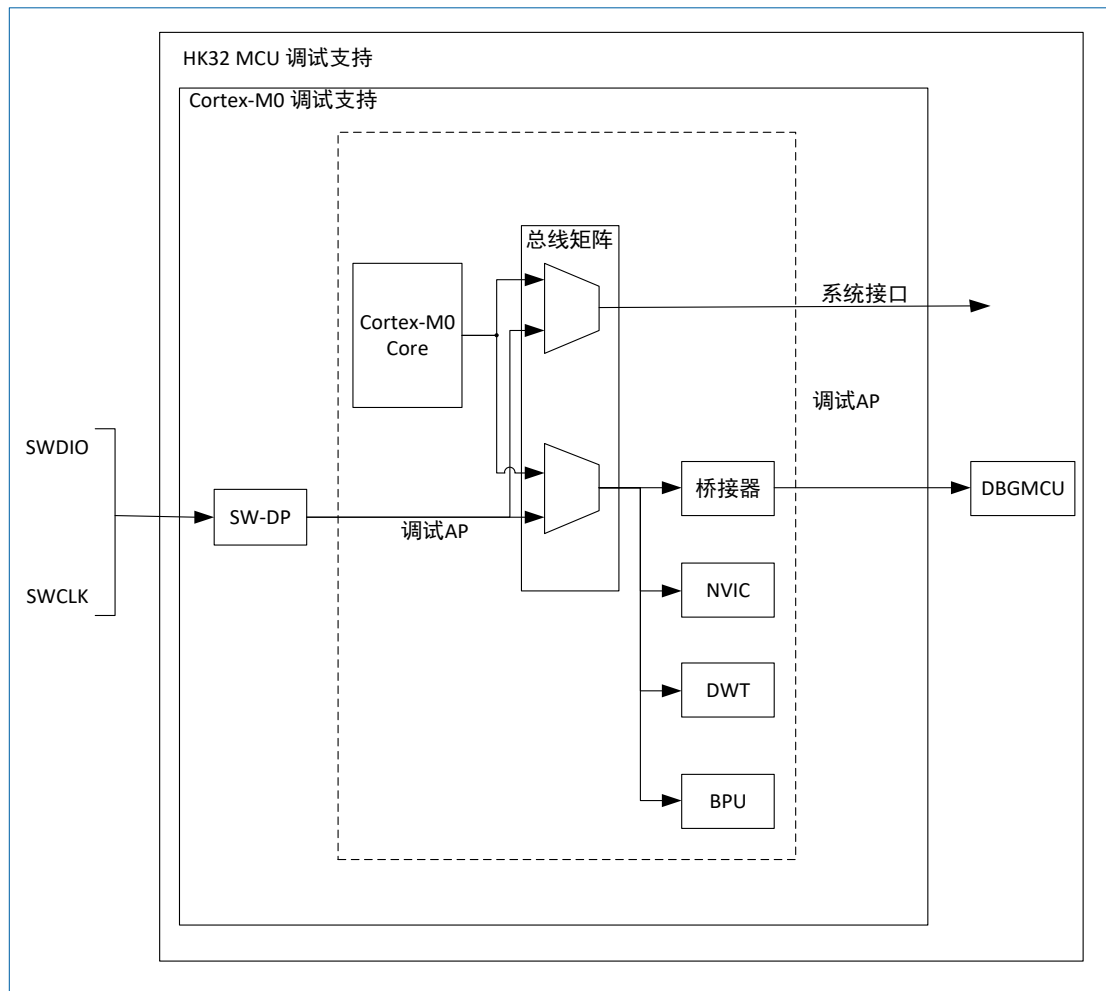 HK32 MCU 调试支持
Cortex-M0 调试支持
总线矩阵
Cortex-M0
Core
系统接口
调试AP
SWDIO
桥接器
DBGMCU
SW-DP
调试AP
NVIC
SWCLK
DWT
BPU